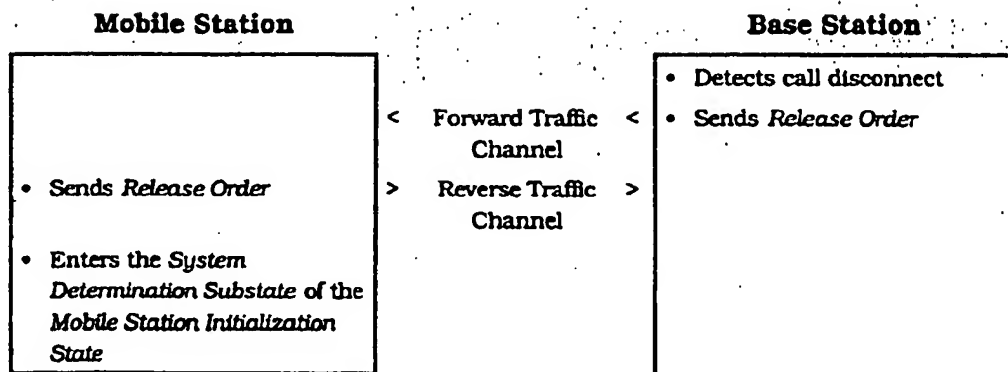 Mobile Station
Base Station
• Detects call disconnect
< Forward Traffic < • Sends Release Order
Channel
• Sends Release Order > Reverse Traffic >
Channel
• Enters the System
Determination Substate of the
Mobile Station Initialization
State